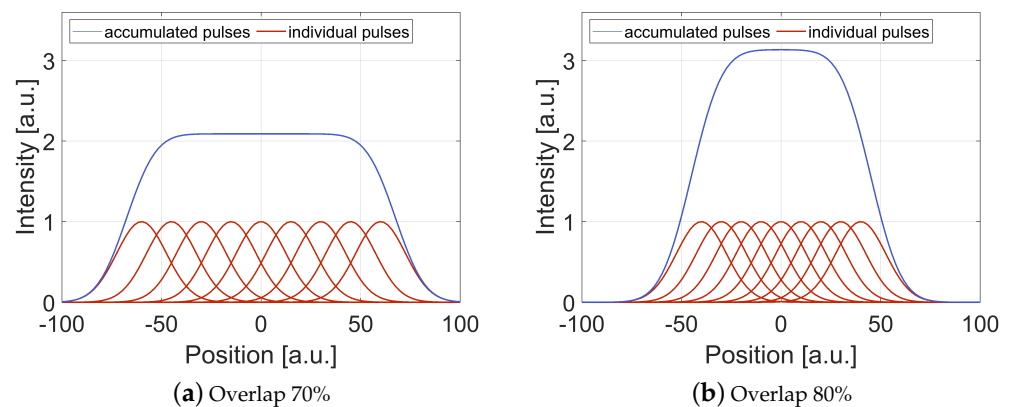 accumulated pulses individual pulses
3
2
1
0
Intensity [a.u.]
-100 -50 0 50 100
Position [a.u.]
(a) Overlap 70%
accumulated pulses individual pulses
3
2
1
0
Intensity [a.u.]
-100 -50 0 50 100
Position [a.u.]
(b) Overlap 80%